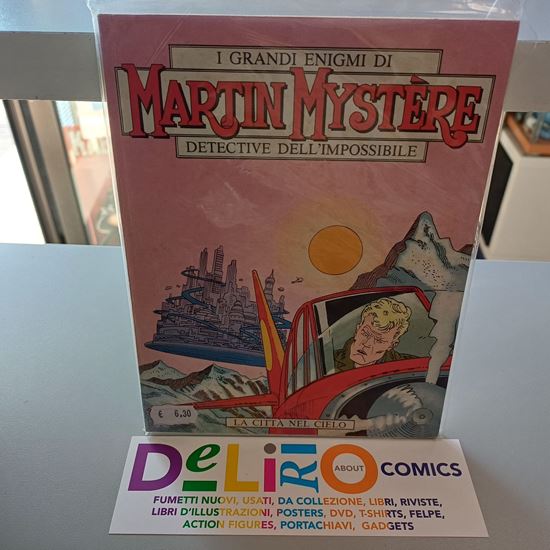 I GRANDI ENIGMI DI
MARTIN MYSTÈRE
DETECTIVE DELL'IMPOSSIBILE
€ 6,30
LA CITTÀ NEL CIELO
DeLiRiO ABOUT COMICS
FUMETTI NUOVI, USATI, DA COLLEZIONE, LIBRI, RIVISTE,
LIBRI D'ILLUSTRAZIONI, POSTERS, DVD, T-SHIRTS, FELPE,
ACTION FIGURES, PORTACHIAVI, GADGETS